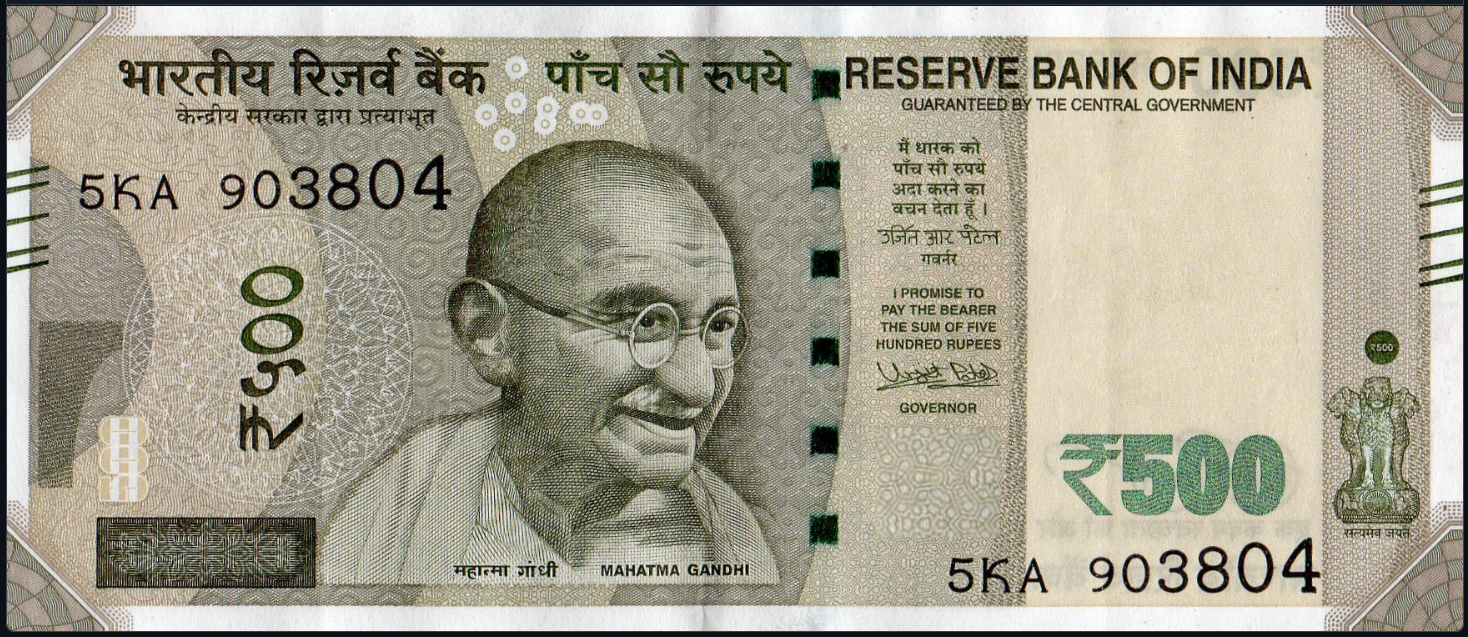 भारतीय रिज़र्व बैंक
केन्द्रीय सरकार द्वारा प्रत्याभूत
पाँच सौ रुपये
RESERVE BANK OF INDIA
GUARANTEED BY THE CENTRAL GOVERNMENT
5KA 903804
₹५००
मैं धारक को
पाँच सौ रुपये
अदा करने का
वचन देता हूँ ।
उर्जित आर पटेल
गवर्नर
I PROMISE TO
PAY THE BEARER
THE SUM OF FIVE
HUNDRED RUPEES
Urjit Patel
GOVERNOR
₹500
₹500
सत्यमेव जयते
महात्मा गांधी
MAHATMA GANDHI
5KA 903804